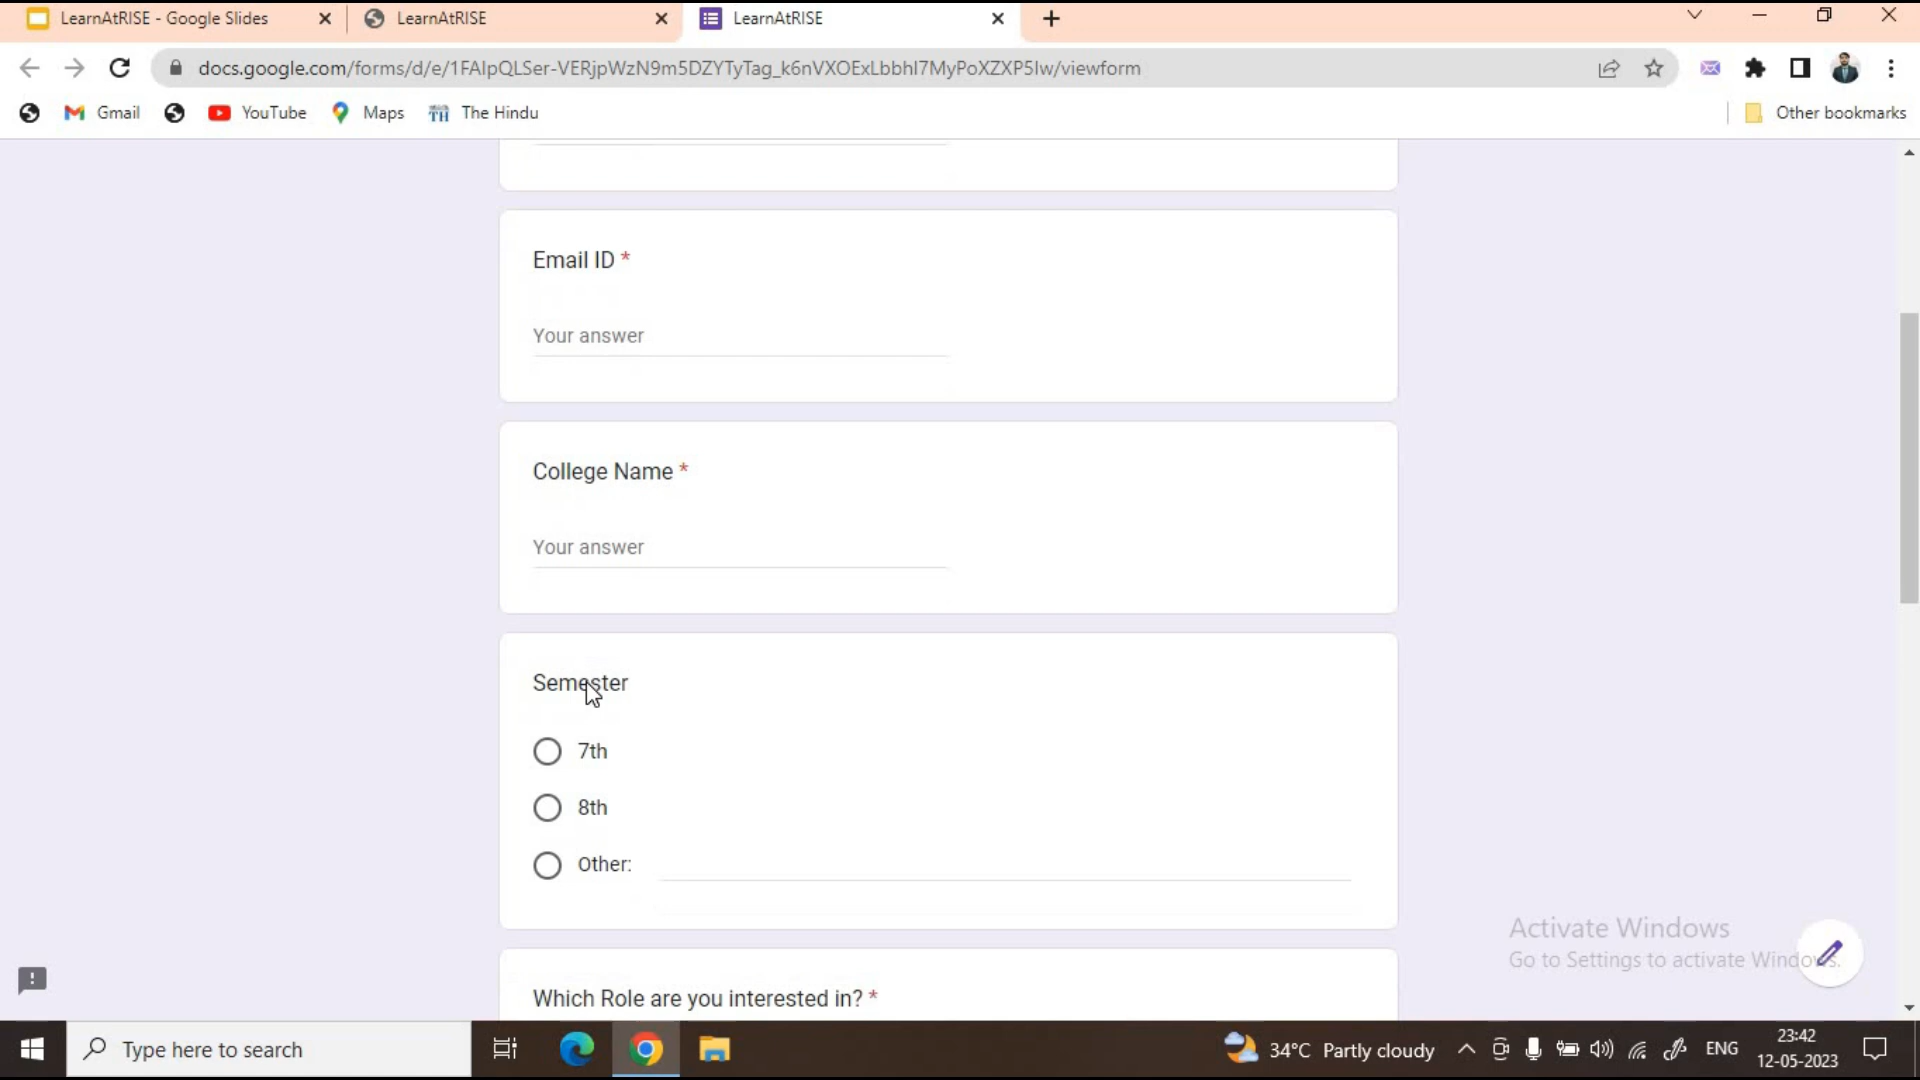 LearnAtRISE - Google Slides
LearnAtRISE
LearnAtRISE
docs.google.com/forms/d/e/1FAIpQLSer-VERjpWzN9m5DZYTyTag_k6nVXOExLbbhI7MyPoXZXP5Iw/viewform
Gmail
YouTube
Maps
The Hindu
Other bookmarks
Email ID *
Your answer
College Name *
Your answer
Semester
7th
8th
Other:
Activate Windows
Go to Settings to activate Windows.
Which Role are you interested in? *
Type here to search
34°C Partly cloudy
ENG
23:42
12-05-2023